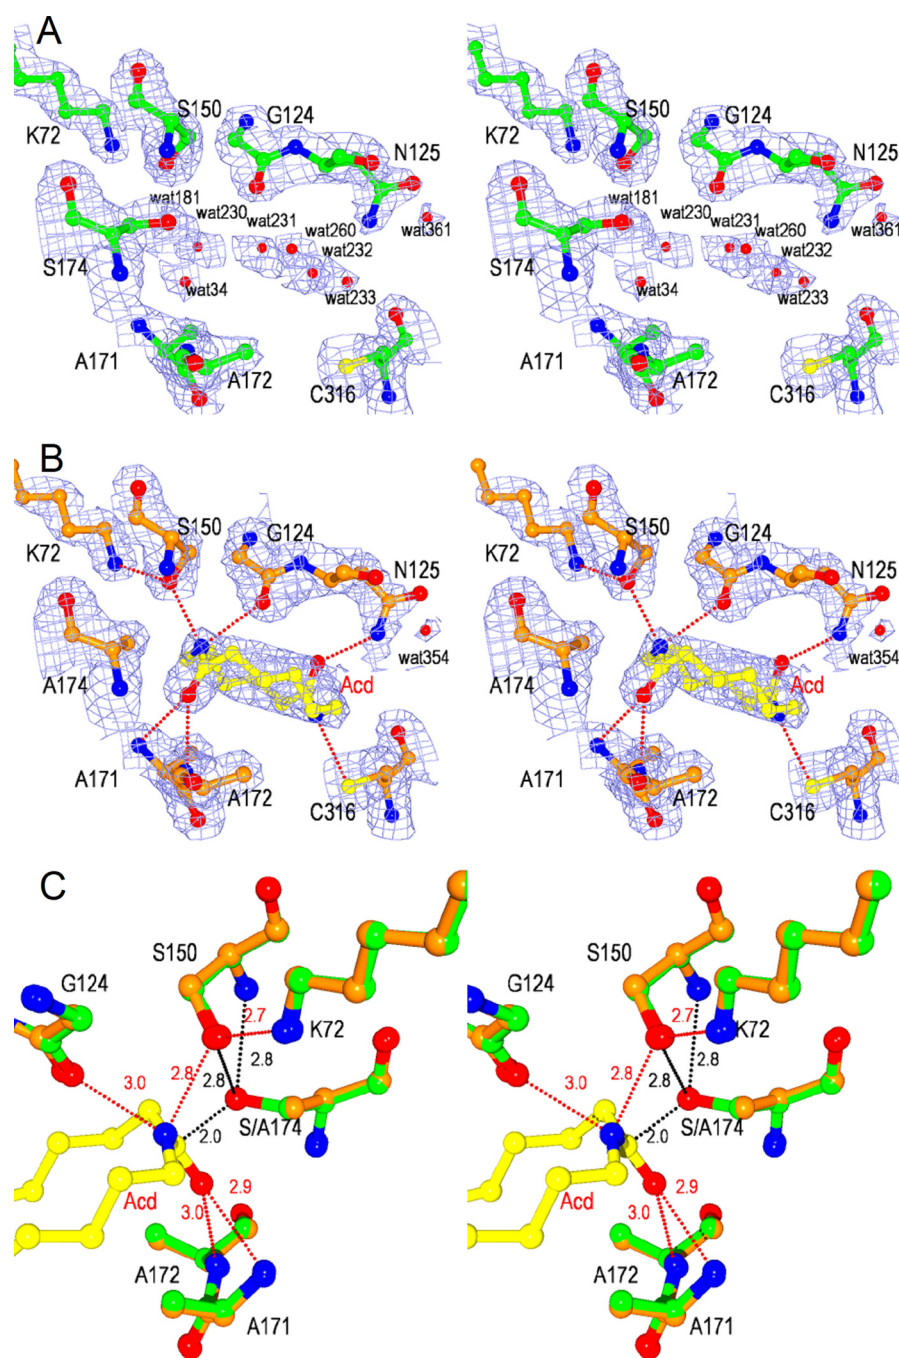 A
S150 G124 S150 G124
K72 N125 K72 N125
wat181 wat181
wat230 wat231 wat230 wat231
wat260 wat361 wat260 wat361
S174 wat232 S174 wat232
wat34 wat233 wat34 wat233
A171 A171
A172 C316 A172 C316
B
S150 G124 S150 G124
K72 N125 K72 N125
wat354 wat354
A174 Acd A174 Acd
A171 A171
A172 C316 A172 C316
C
S150 S150
G124 G124
2.7 K72 2.7 K72
2.8 2.8
3.0 2.8 2.8 3.0 2.8 2.8
S/A174 S/A174
2.0 2.0
Acd 2.9 Acd 2.9
3.0 3.0
A172 A172
A171 A171